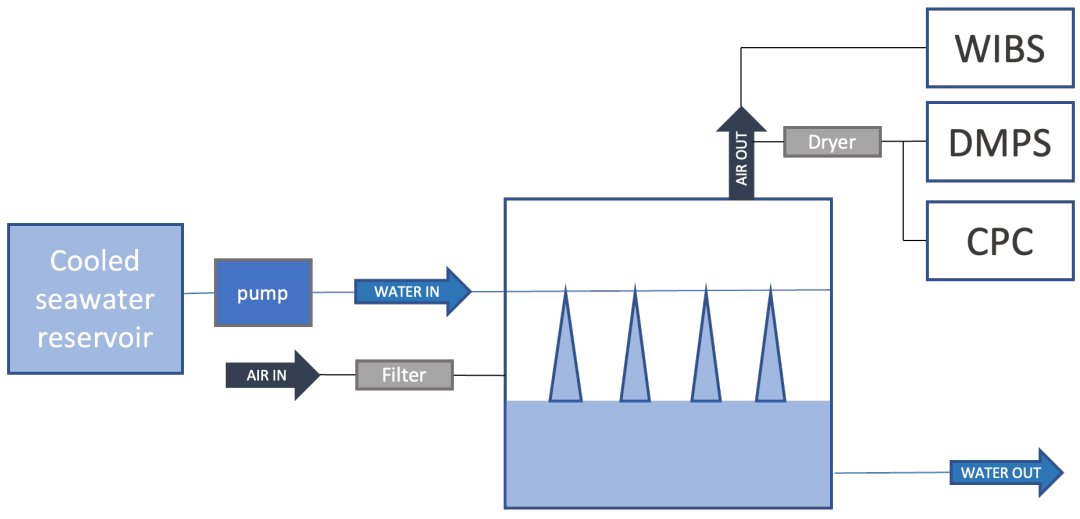 WIBS
AIR OUT
Dryer
DMPS
CPC
Cooled
seawater
reservoir
pump
WATER IN
AIR IN
Filter
WATER OUT